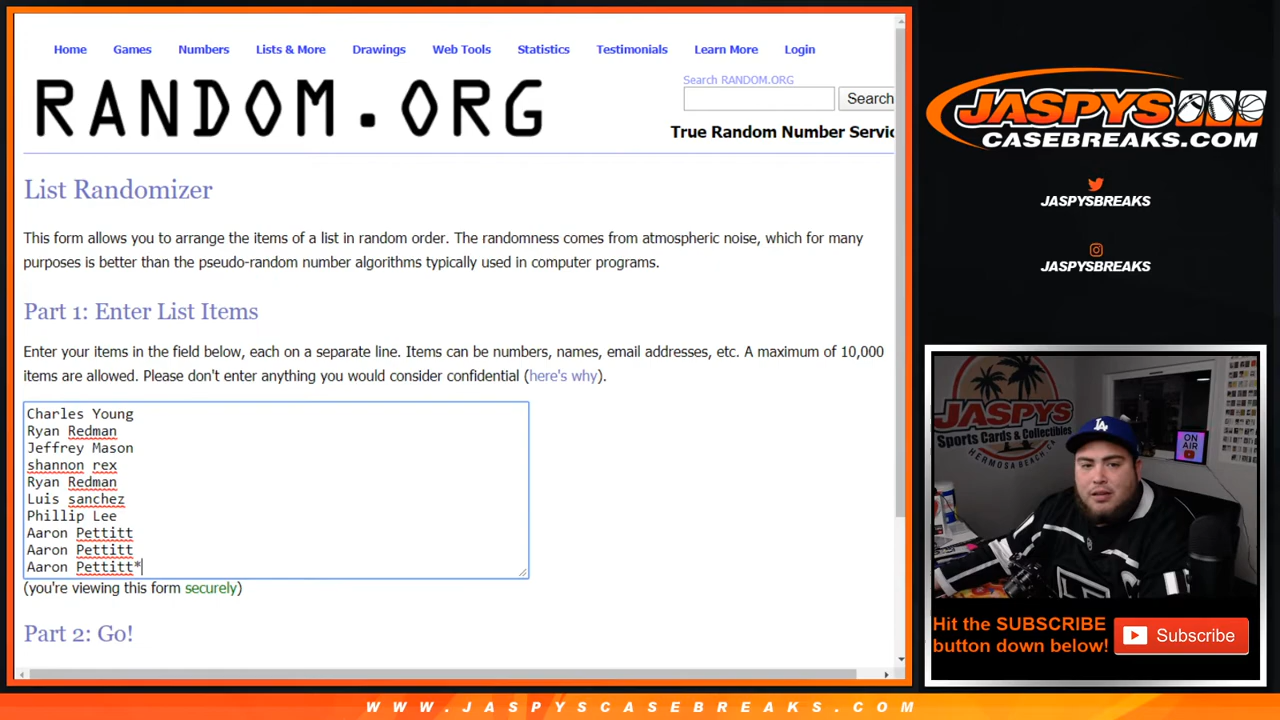 Home Games Numbers Lists & More Drawings Web Tools Statistics Testimonials Learn More Login
RANDOM.ORG
Search RANDOM.ORG
Search
True Random Number Servic
List Randomizer
This form allows you to arrange the items of a list in random order. The randomness comes from atmospheric noise, which for many
purposes is better than the pseudo-random number algorithms typically used in computer programs.
Part 1: Enter List Items
Enter your items in the field below, each on a separate line. Items can be numbers, names, email addresses, etc. A maximum of 10,000
items are allowed. Please don't enter anything you would consider confidential (here's why).
Charles Young
Ryan Redman
Jeffrey Mason
shannon rex
Ryan Redman
Luis sanchez
Phillip Lee
Aaron Pettitt
Aaron Pettitt
Aaron Pettitt*
(you're viewing this form securely)
Part 2: Go!
JASPYS
CASEBREAKS.COM
JASPYSBREAKS
JASPYSBREAKS
JASPYS
Sports Cards & Collectibles
HERMOSA BEACH, CA
ON
AIR
LA
Hit the SUBSCRIBE
button down below!
Subscribe
WWW.JASPYSCASEBREAKS.COM